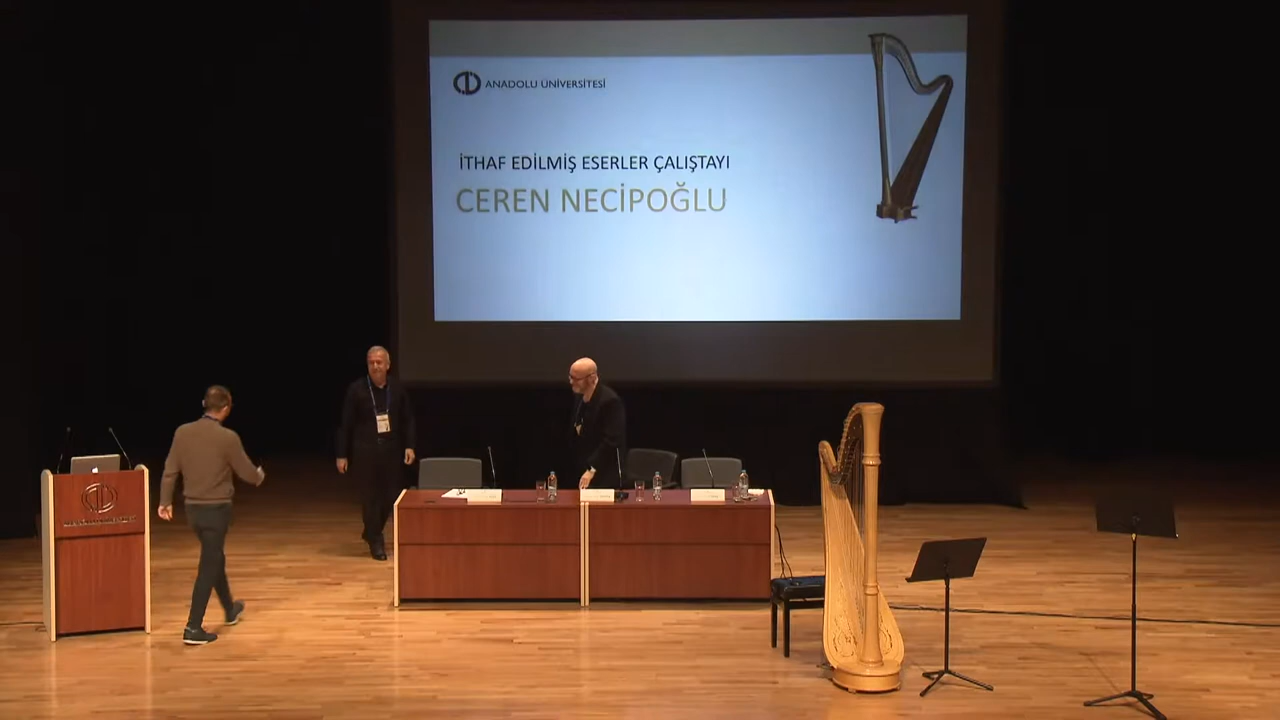 ANADOLU ÜNİVERSİTESİ
İTHAF EDİLMİŞ ESERLER ÇALIŞTAYI
CEREN NECİPOĞLU